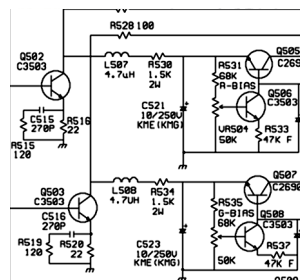 R528 100
Q502
C3503
L507
4.7uH
R530
1.5K
2W
R531
68K
R-BIAS
Q505
C269
Q506
C3503
C521
10/250V
KME(KMG)
C515
270P
R516
22
R515
120
VR504
50K
R533
47K F
Q503
C3503
L508
4.7UH
R534
1.5K
2W
R535
68K
G-BIAS
Q507
C269
Q508
C3503
C516
270P
R519
120
R520
22
C523
10/250V
KME(KMG)
50K
R537
47K F